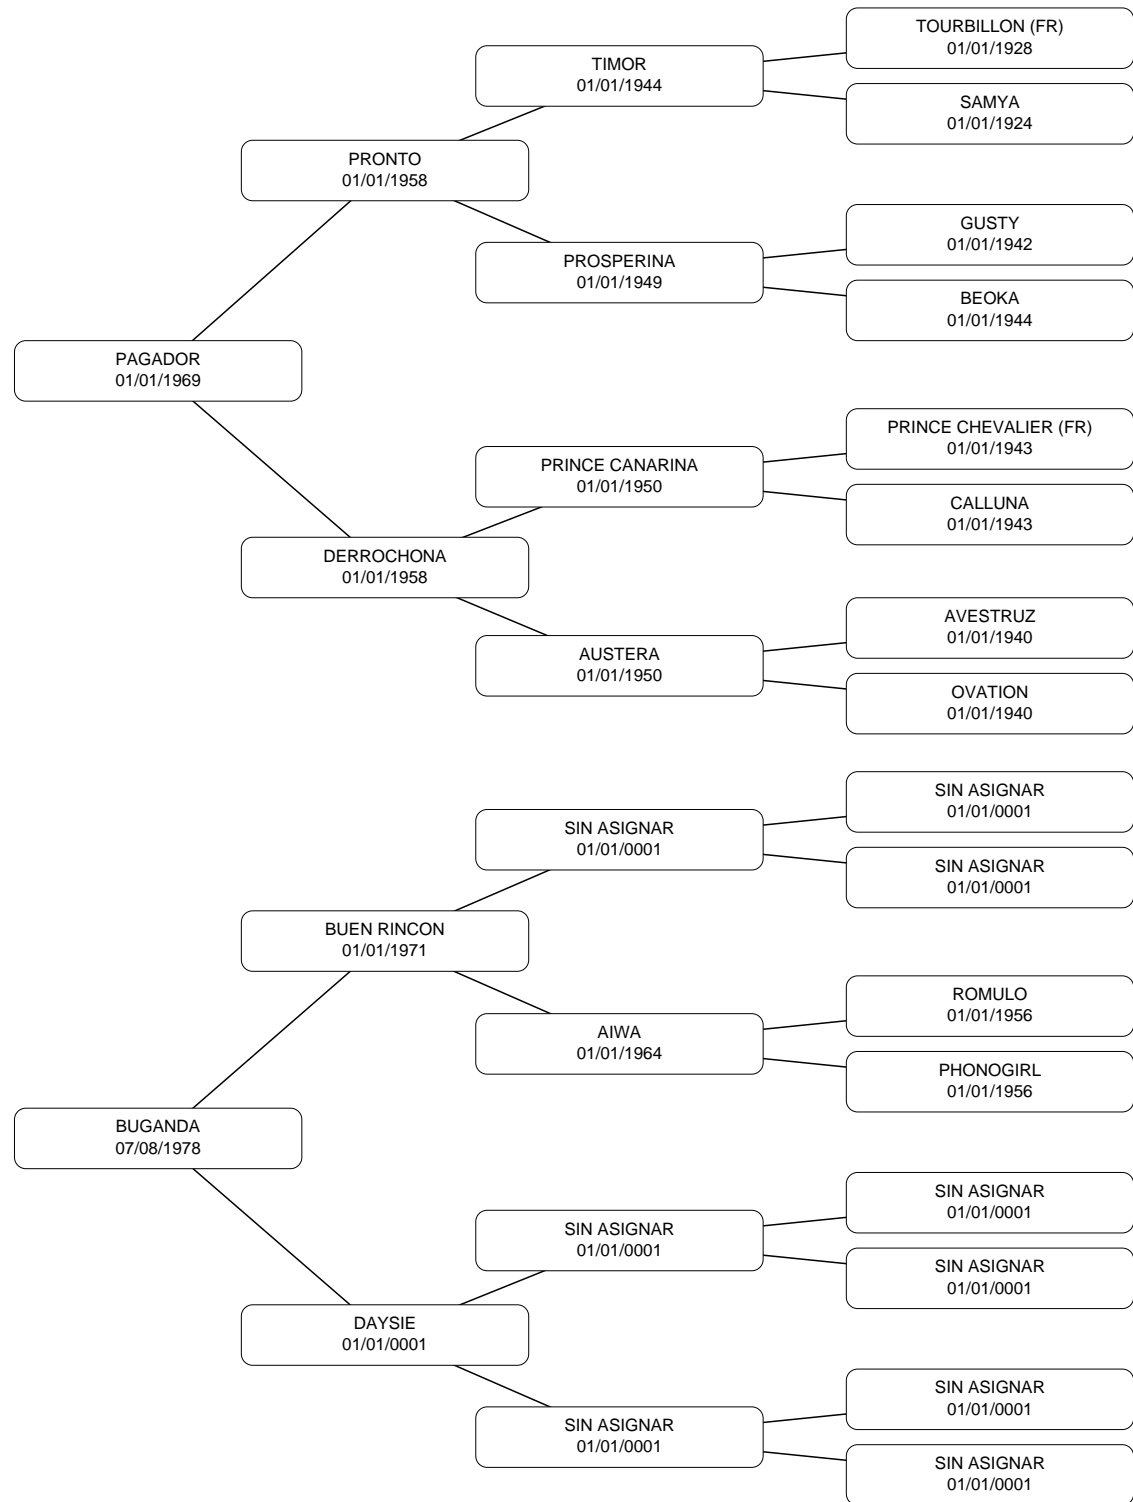 TOURBILLON (FR)
01/01/1928
TIMOR
01/01/1944
SAMYA
01/01/1924
PRONTO
01/01/1958
GUSTY
01/01/1942
PROSPERINA
01/01/1949
BEOKA
01/01/1944
PAGADOR
01/01/1969
PRINCE CHEVALIER (FR)
01/01/1943
PRINCE CANARINA
01/01/1950
CALLUNA
01/01/1943
DERROCHONA
01/01/1958
AVESTRUZ
01/01/1940
AUSTERA
01/01/1950
OVATION
01/01/1940
SIN ASIGNAR
01/01/0001
SIN ASIGNAR
01/01/0001
SIN ASIGNAR
01/01/0001
BUEN RINCON
01/01/1971
ROMULO
01/01/1956
AIWA
01/01/1964
PHONOGIRL
01/01/1956
BUGANDA
07/08/1978
SIN ASIGNAR
01/01/0001
SIN ASIGNAR
01/01/0001
SIN ASIGNAR
01/01/0001
DAYSIE
01/01/0001
SIN ASIGNAR
01/01/0001
SIN ASIGNAR
01/01/0001
SIN ASIGNAR
01/01/0001